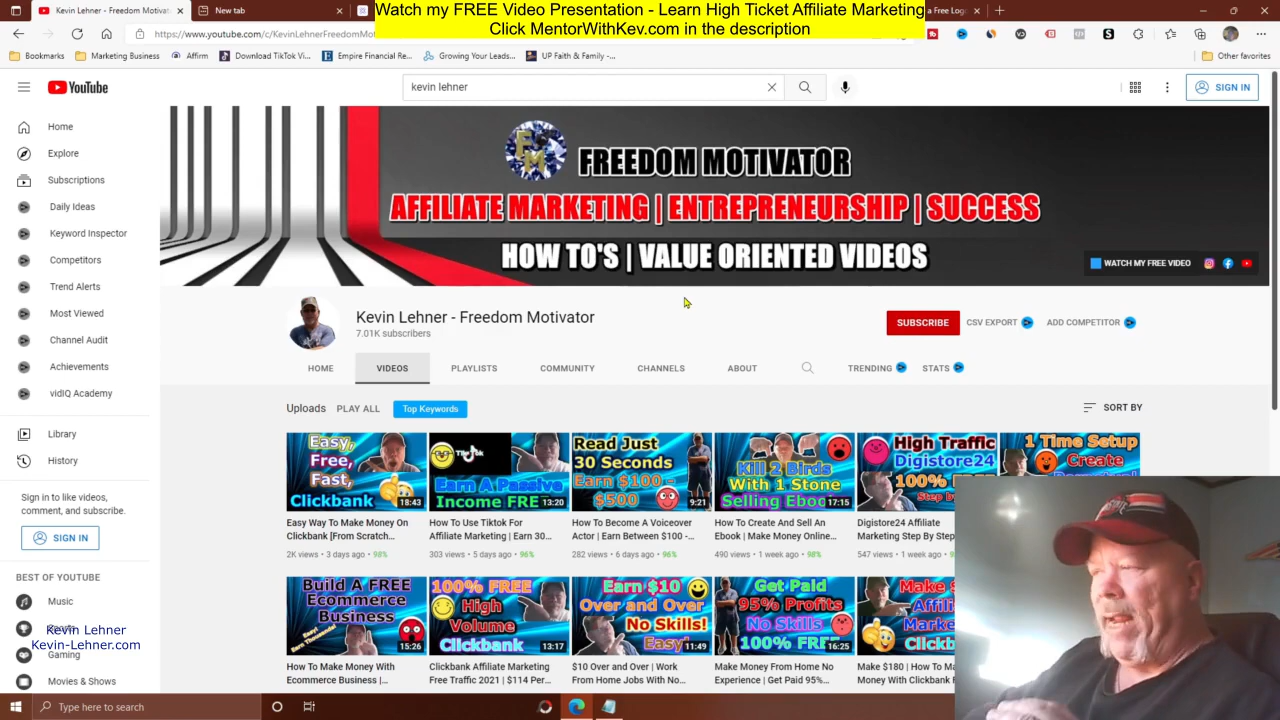 Watch my FREE Video Presentation - Learn High Ticket Affiliate Marketing
Click MentorWithKev.com in the description
Kevin Lehner - Freedom Motivat
New tab
a Free Log
https://www.youtube.com/c/KevinLehnerFreedomMot
Bookmarks
Marketing Business
Affirm
Download TikTok Vi...
Empire Financial Re...
Growing Your Leads...
UP Faith & Family -...
Other favorites
YouTube
kevin lehner
SIGN IN
Home
Explore
Subscriptions
Daily Ideas
Keyword Inspector
Competitors
Trend Alerts
Most Viewed
Channel Audit
Achievements
vidIQ Academy
Library
History
Sign in to like videos,
comment, and subscribe.
SIGN IN
BEST OF YOUTUBE
Music
Kevin Lehner
Kevin-Lehner.com
Gaming
Movies & Shows
FREEDOM MOTIVATOR
AFFILIATE MARKETING | ENTREPRENEURSHIP | SUCCESS
HOW TO'S | VALUE ORIENTED VIDEOS
WATCH MY FREE VIDEO
Kevin Lehner - Freedom Motivator
7.01K subscribers
SUBSCRIBE
CSV EXPORT
ADD COMPETITOR
HOME
VIDEOS
PLAYLISTS
COMMUNITY
CHANNELS
ABOUT
TRENDING
STATS
Uploads
PLAY ALL
Top Keywords
SORT BY
Easy,
Free,
Fast,
Clickbank
18:43
Easy Way To Make Money On
Clickbank [From Scratch...
2K views • 3 days ago • 98%
Earn A Passive
Income FRE
13:20
How To Use Tiktok For
Affiliate Marketing | Earn 30...
303 views • 5 days ago • 96%
Read Just
30 Seconds
Earn $100 -
$500
9:21
How To Become A Voiceover
Actor | Earn Between $100 -...
282 views • 6 days ago • 96%
Kill 2 Birds
With 1 Stone
Selling Eboo
17:15
How To Create And Sell An
Ebook | Make Money Online...
490 views • 1 week ago • 98%
High Traffic
Digistore24
100%
Step by
Digistore24 Affiliate
Marketing Step By Step
547 views • 1 week ago
1 Time Setup
Create
Build A FREE
Ecommerce
Business
15:26
How To Make Money With
Ecommerce Business |
100% FREE
High
Volume
Clickbank
13:17
Clickbank Affiliate Marketing
Free Traffic 2021 | $114 Per...
Earn $10
Over and Over
No Skills!
Easy
11:49
$10 Over and Over | Work
From Home Jobs With No...
Get Paid
95% Profits
No Skills
100% FRE
16:25
Make Money From Home No
Experience | Get Paid 95%...
Make $
Affili
Marke
Clickb
Make $180 | How To Ma
Money With Clickbank
Type here to search